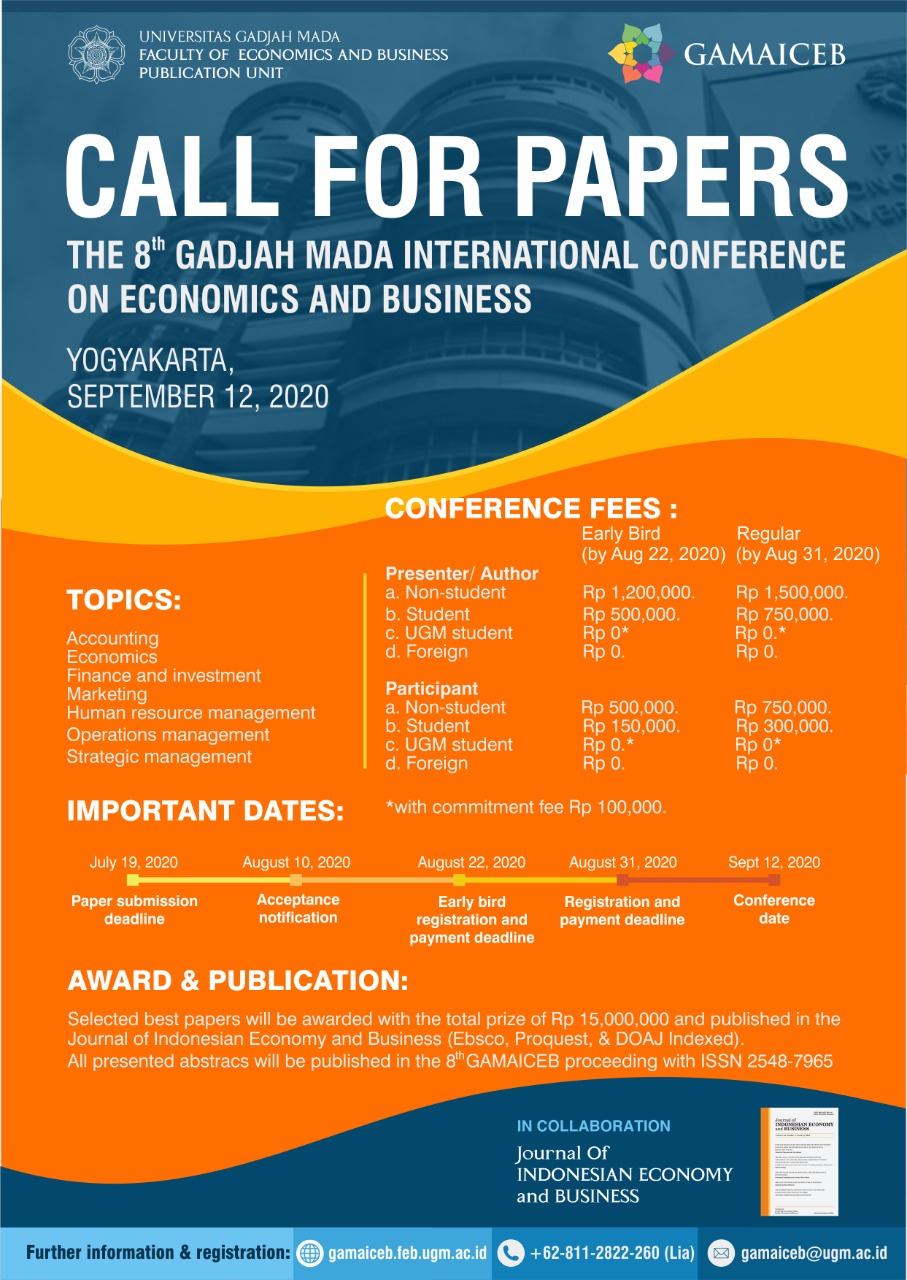 UNIVERSITAS GADJAH MADA
FACULTY OF ECONOMICS AND BUSINESS
PUBLICATION UNIT
GAMAICEB
CALL FOR PAPERS
THE 8th GADJAH MADA INTERNATIONAL CONFERENCE
ON ECONOMICS AND BUSINESS
YOGYAKARTA,
SEPTEMBER 12, 2020
CONFERENCE FEES :
Early Bird Regular
(by Aug 22, 2020) (by Aug 31, 2020)
Presenter/ Author
a. Non-student Rp 1,200,000. Rp 1,500,000.
b. Student Rp 500,000. Rp 750,000.
c. UGM student Rp 0* Rp 0.*
d. Foreign Rp 0. Rp 0.
Participant
a. Non-student Rp 500,000. Rp 750,000.
b. Student Rp 150,000. Rp 300,000.
c. UGM student Rp 0.* Rp 0*
d. Foreign Rp 0. Rp 0.
*with commitment fee Rp 100,000.
TOPICS:
Accounting
Economics
Finance and investment
Marketing
Human resource management
Operations management
Strategic management
IMPORTANT DATES:
July 19, 2020
Paper submission
deadline
August 10, 2020
Acceptance
notification
August 22, 2020
Early bird
registration and
payment deadline
August 31, 2020
Registration and
payment deadline
Sept 12, 2020
Conference
date
AWARD & PUBLICATION:
Selected best papers will be awarded with the total prize of Rp 15,000,000 and published in the
Journal of Indonesian Economy and Business (Ebsco, Proquest, & DOAJ Indexed).
All presented abstracs will be published in the 8th GAMAICEB proceeding with ISSN 2548-7965
IN COLLABORATION
Journal Of
INDONESIAN ECONOMY
and BUSINESS
Journal of
INDONESIAN ECONOMY
and BUSINESS
Further information & registration: gamaiceb.feb.ugm.ac.id +62-811-2822-260 (Lia) gamaiceb@ugm.ac.id